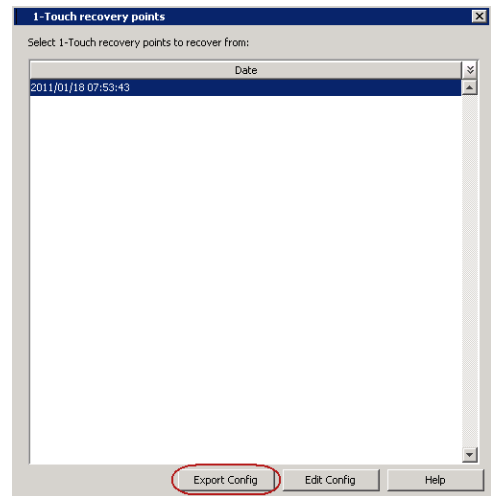 1-Touch recovery points
Select 1-Touch recovery points to recover from:
Date
2011/01/18 07:53:43
Export Config Edit Config Help